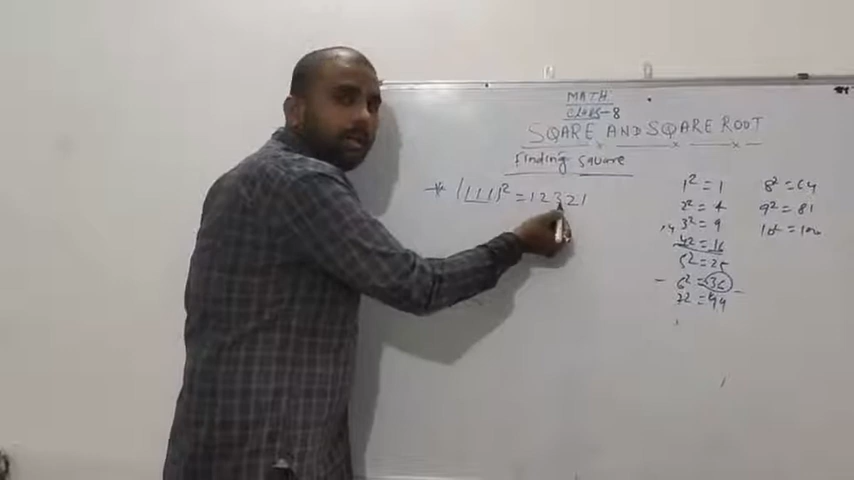 MATH
CLASS-8
SQARE AND SQARE ROOT
finding square
* (111)² = 12321
1² = 1
2² = 4
3² = 9
4² = 16
5² = 25
6² = 36
7² = 49
8² = 64
9² = 81
10² = 100